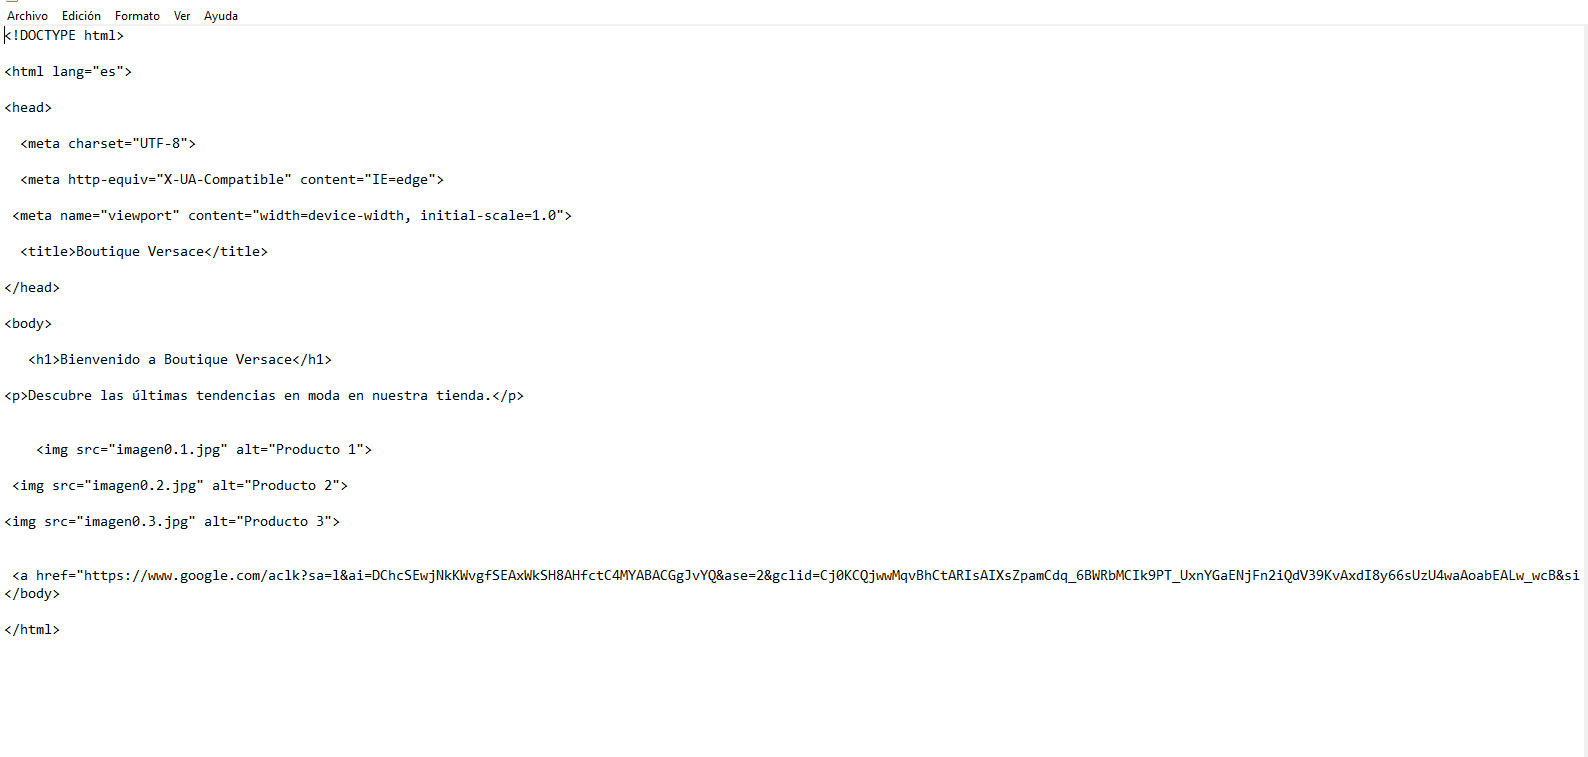 Archivo Edición Formato Ver Ayuda
<!DOCTYPE html>
<html lang="es">
<head>
<meta charset="UTF-8">
<meta http-equiv="X-UA-Compatible" content="IE=edge">
<meta name="viewport" content="width=device-width, initial-scale=1.0">
<title>Boutique Versace</title>
</head>
<body>
<h1>Bienvenido a Boutique Versace</h1>
<p>Descubre las últimas tendencias en moda en nuestra tienda.</p>
<img src="imagen0.1.jpg" alt="Producto 1">
<img src="imagen0.2.jpg" alt="Producto 2">
<img src="imagen0.3.jpg" alt="Producto 3">
<a href="https://www.google.com/aclk?sa=l&ai=DChcSEwjNkKWvgfSEAxWkSH8AHfctC4MYABACGgJvYQ&ase=2&gclid=Cj0KCQjwwMqvBhCtARIsAIXsZpamCdq_6BWRbMCIk9PT_UxnYGaENjFn2iQdV39KvAxdI8y66sUzU4waAoabEALw_wcB&si
</body>
</html>